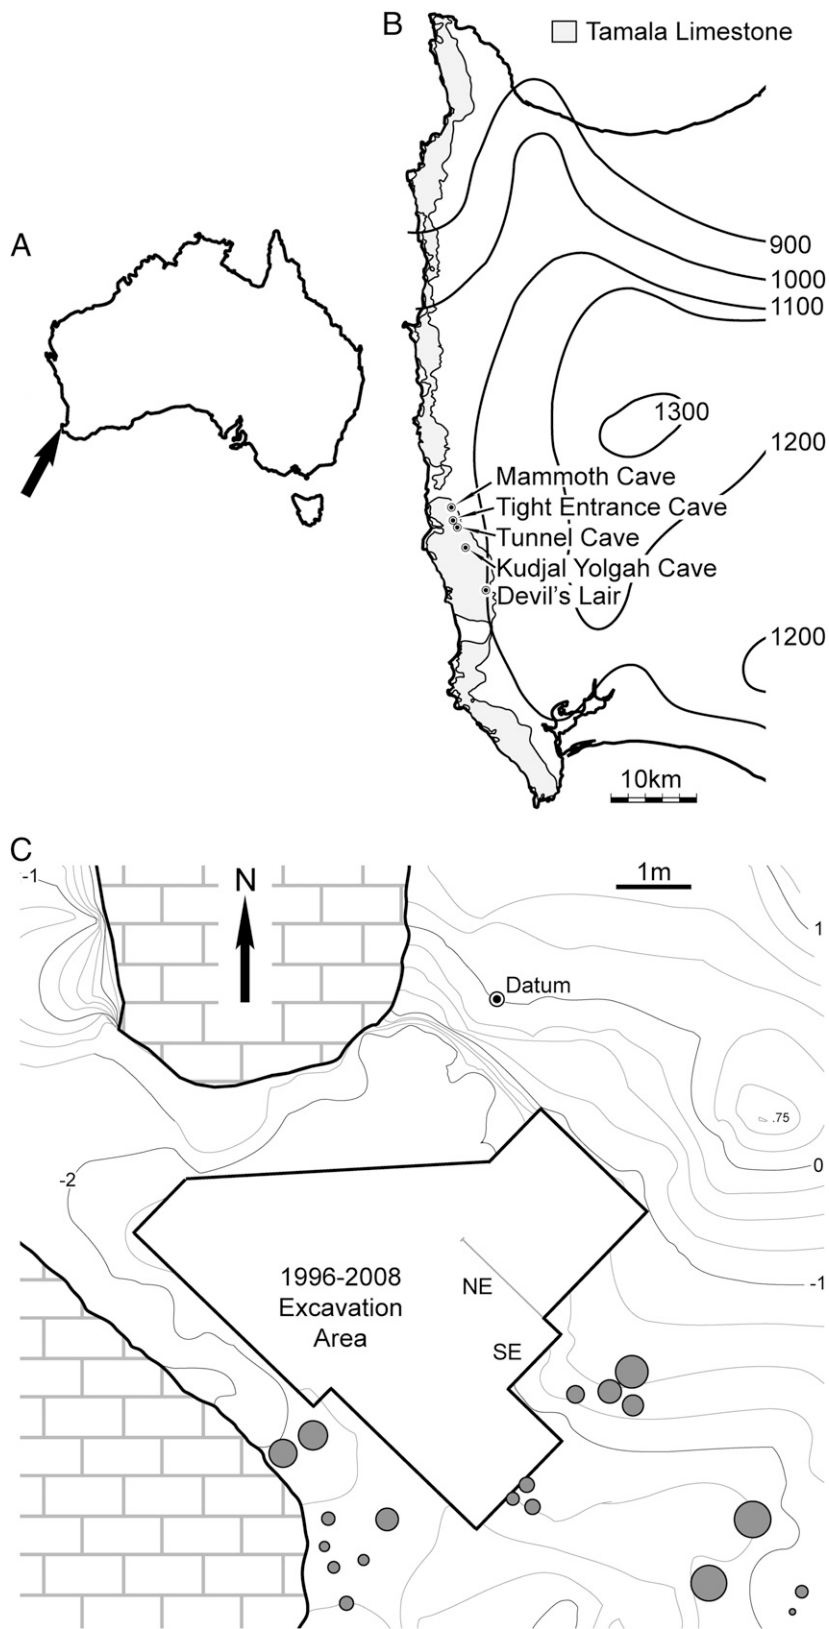 A
B
Tamala Limestone
900
1000
1100
1300
1200
Mammoth Cave
Tight Entrance Cave
Tunnel Cave
Kudjal Yolgah Cave
Devil's Lair
1200
10km
C
-1
N
1m
1
Datum
.75
0
-2
-1
1996-2008
Excavation
Area
NE
SE